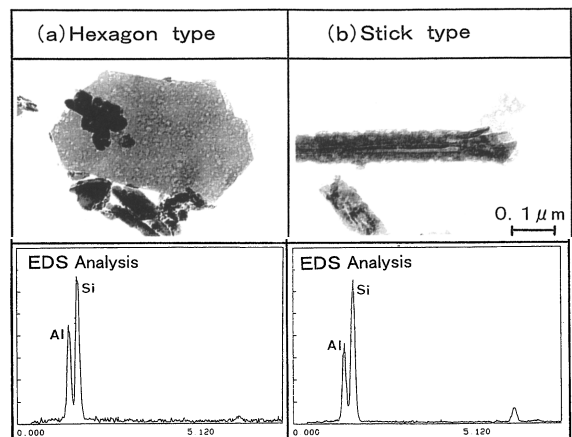 (a) Hexagon type
(b) Stick type
0. 1 μm
EDS Analysis
Si
Al
0.000 5.120
EDS Analysis
Si
Al
0.000 5.120